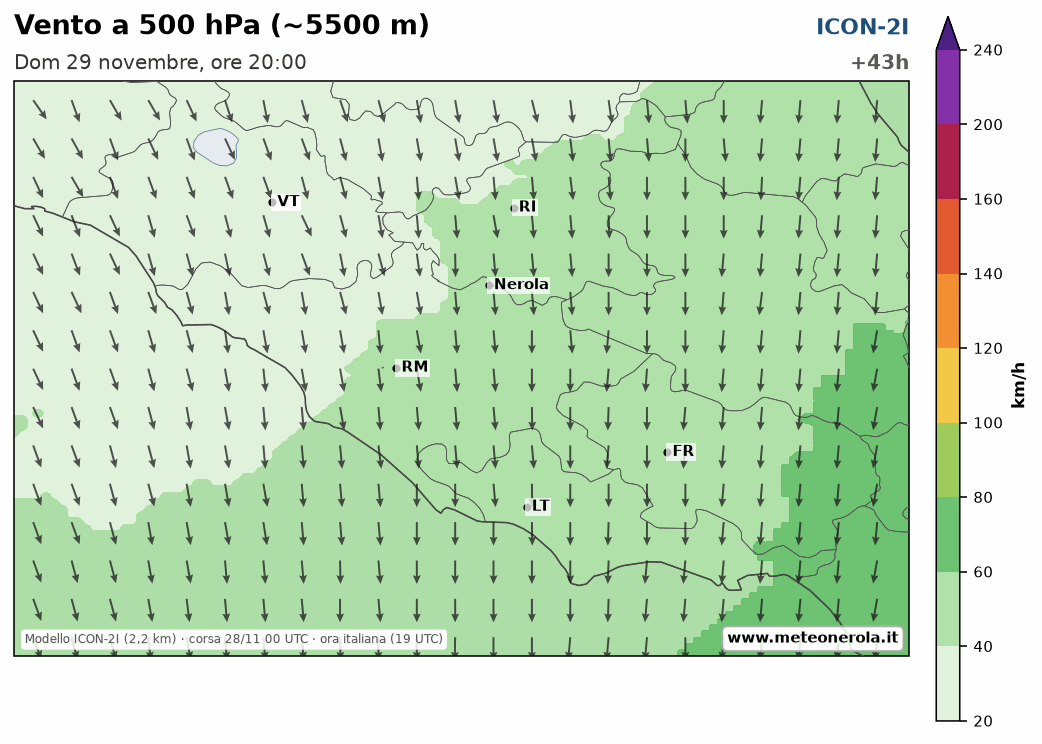 Vento a 500 hPa (~5500 m)
ICON-2I
Dom 29 novembre, ore 20:00
+43h
VT
RI
Nerola
RM
FR
LT
Modello ICON-2I (2,2 km) · corsa 28/11 00 UTC · ora italiana (19 UTC)
www.meteonerola.it
240
200
160
140
120
100
80
60
40
20
km/h